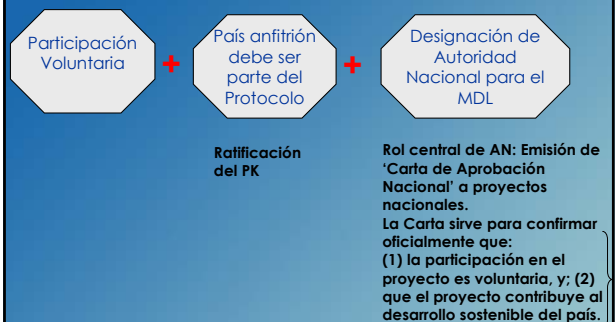 Participación
Voluntaria
+
País anfitrión
debe ser
parte del
Protocolo
+
Designación de
Autoridad
Nacional para el
MDL
Ratificación
del PK
Rol central de AN: Emisión de
‘Carta de Aprobación
Nacional’ a proyectos
nacionales.
La Carta sirve para confirmar
oficialmente que:
(1) la participación en el
proyecto es voluntaria, y; (2)
que el proyecto contribuye al
desarrollo sostenible del país.